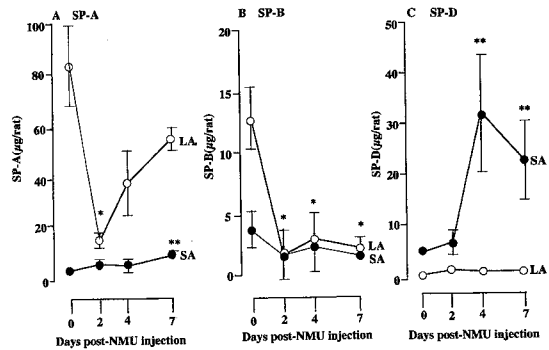 A SP-A
B SP-B
C SP-D
SP-A(µg/rat)
100
80
60
40
20
0
LA
SA
*
**
0 2 4 7
Days post-NMU injection
SP-B(µg/rat)
20
15
10
5
0
*
*
*
LA
SA
0 2 4 7
Days post-NMU injection
SP-D(µg/rat)
50
40
30
20
10
0
**
**
SA
LA
0 2 4 7
Days post-NMU injection